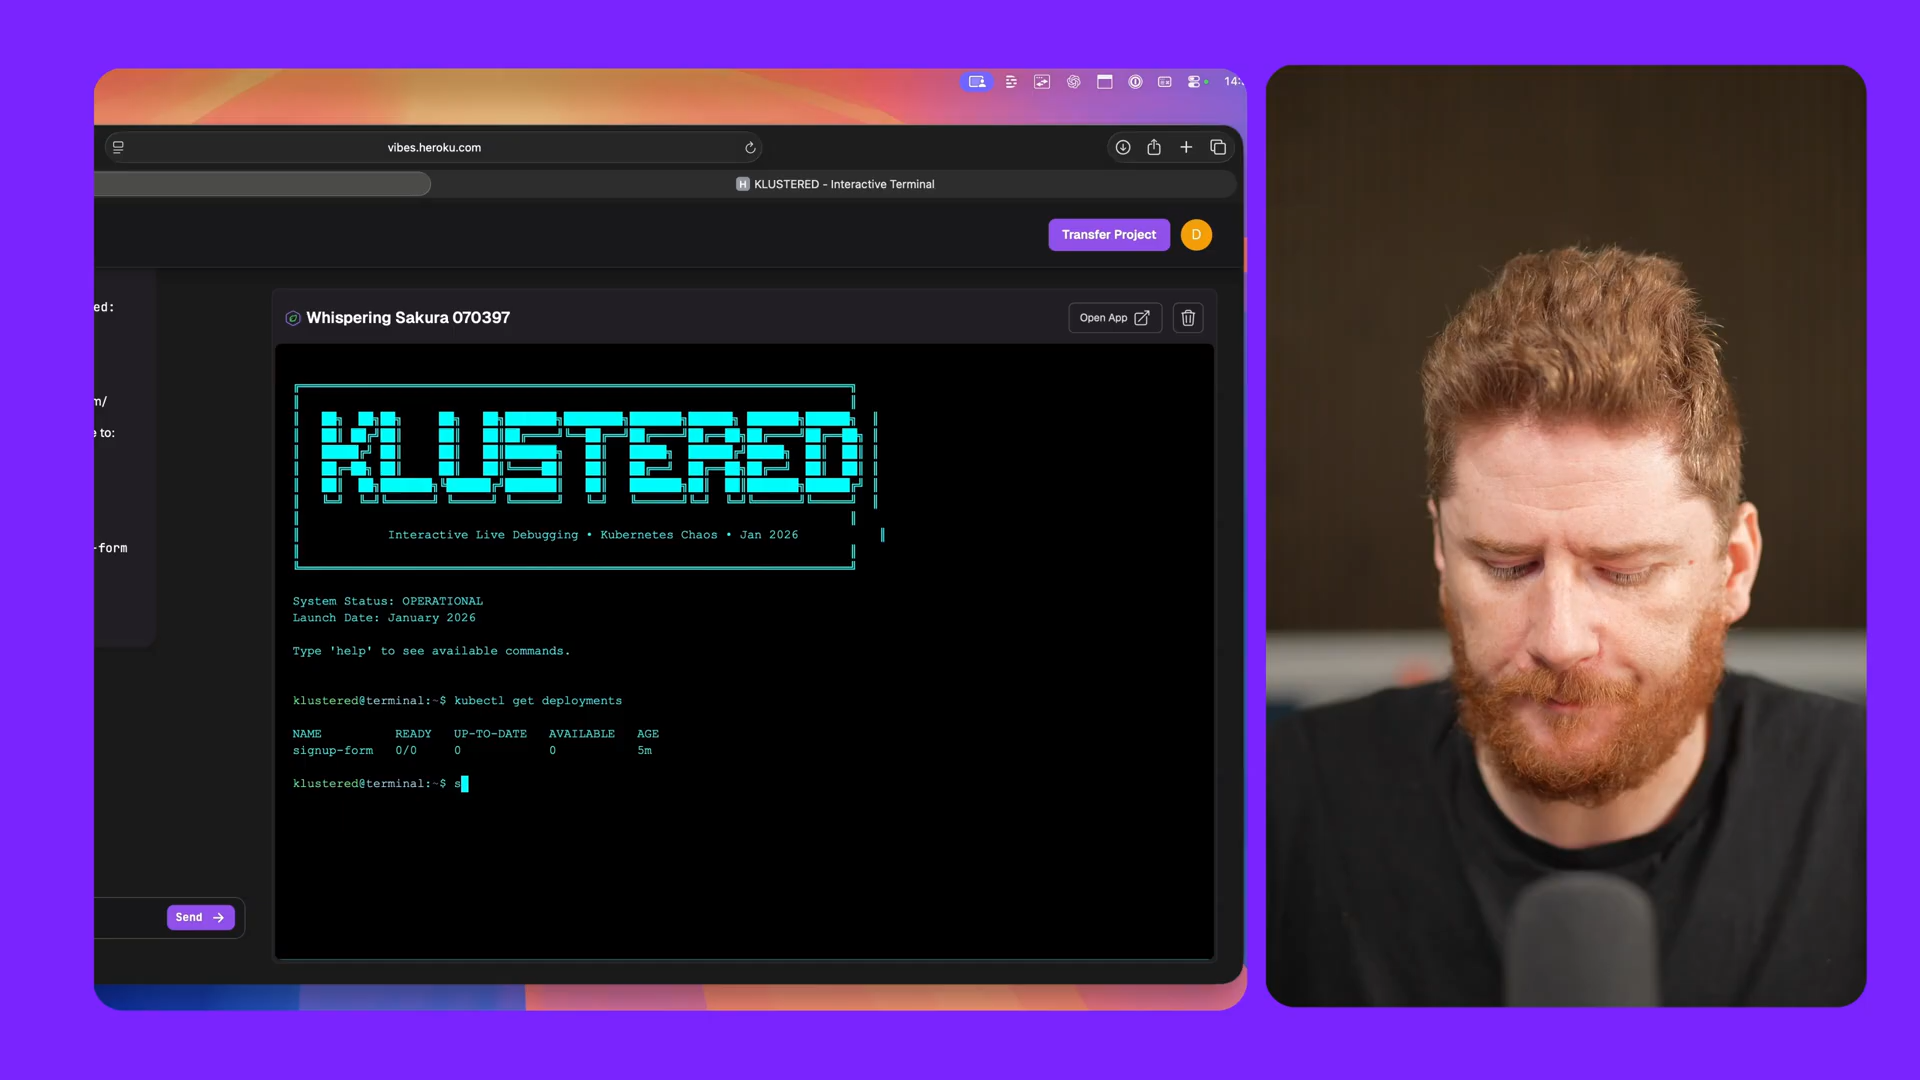 14:
vibes.heroku.com
H KLUSTERED - Interactive Terminal
Transfer Project
D
ed:
m/
e to:
-form
Send
Whispering Sakura 070397
Open App
KLUSTERED
Interactive Live Debugging • Kubernetes Chaos • Jan 2026
System Status: OPERATIONAL
Launch Date: January 2026
Type 'help' to see available commands.
klustered@terminal:~$ kubectl get deployments
NAME READY UP-TO-DATE AVAILABLE AGE
signup-form 0/0 0 0 5m
klustered@terminal:~$ s